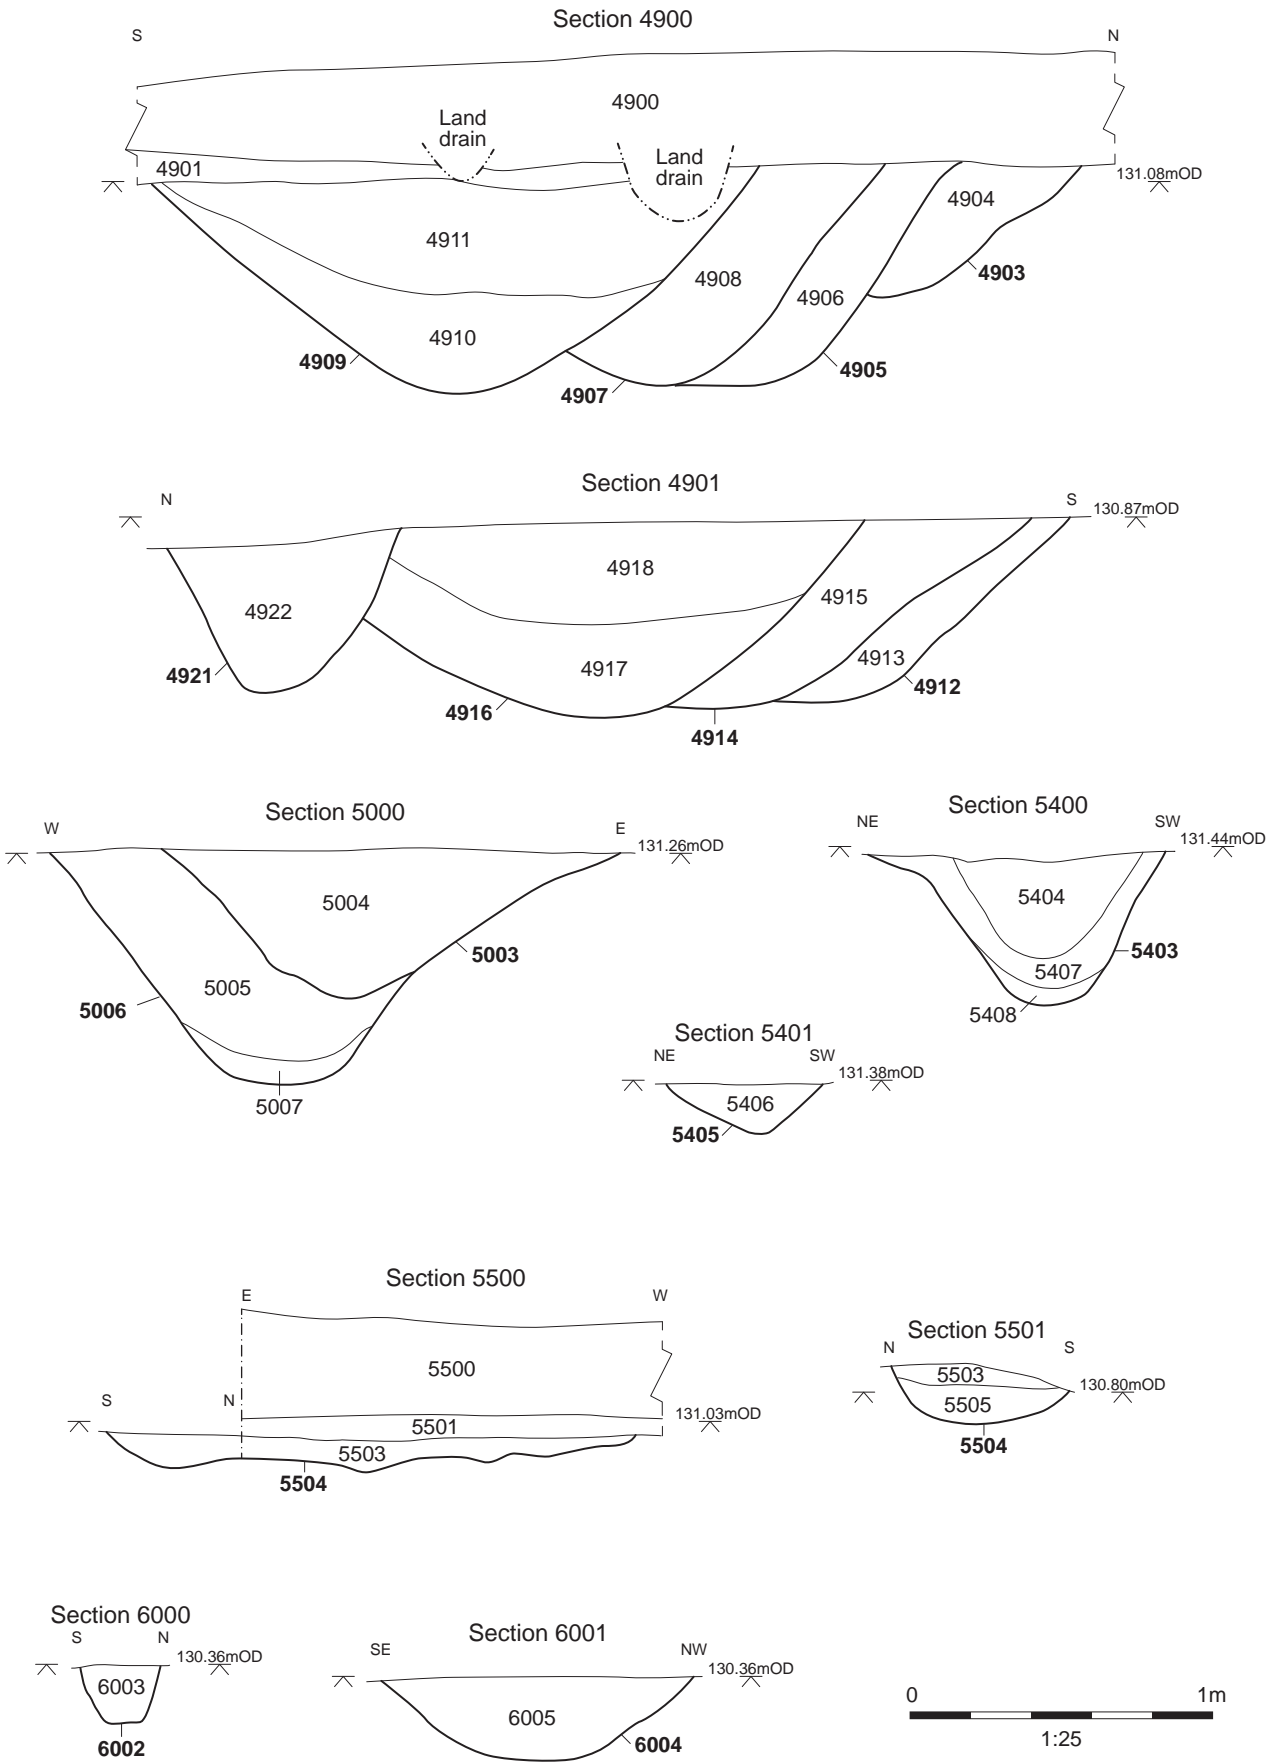 Section 4900
S
N
4900
Land
drain
Land
drain
4901
131.08mOD
4904
4911
4908
4903
4906
4910
4909
4905
4907
Section 4901
N
S
130.87mOD
4918
4915
4922
4913
4917
4921
4912
4916
4914
Section 5000
W
E
131.26mOD
5004
5003
5005
5006
5007
Section 5400
NE
SW
131.44mOD
5404
5403
5407
5408
Section 5401
NE
SW
131.38mOD
5406
5405
Section 5500
E
W
5500
S
N
131.03mOD
5501
5503
5504
Section 5501
N
S
5503
130.80mOD
5505
5504
Section 6000
S
N
130.36mOD
6003
6002
Section 6001
SE
NW
130.36mOD
6005
6004
0
1m
1:25